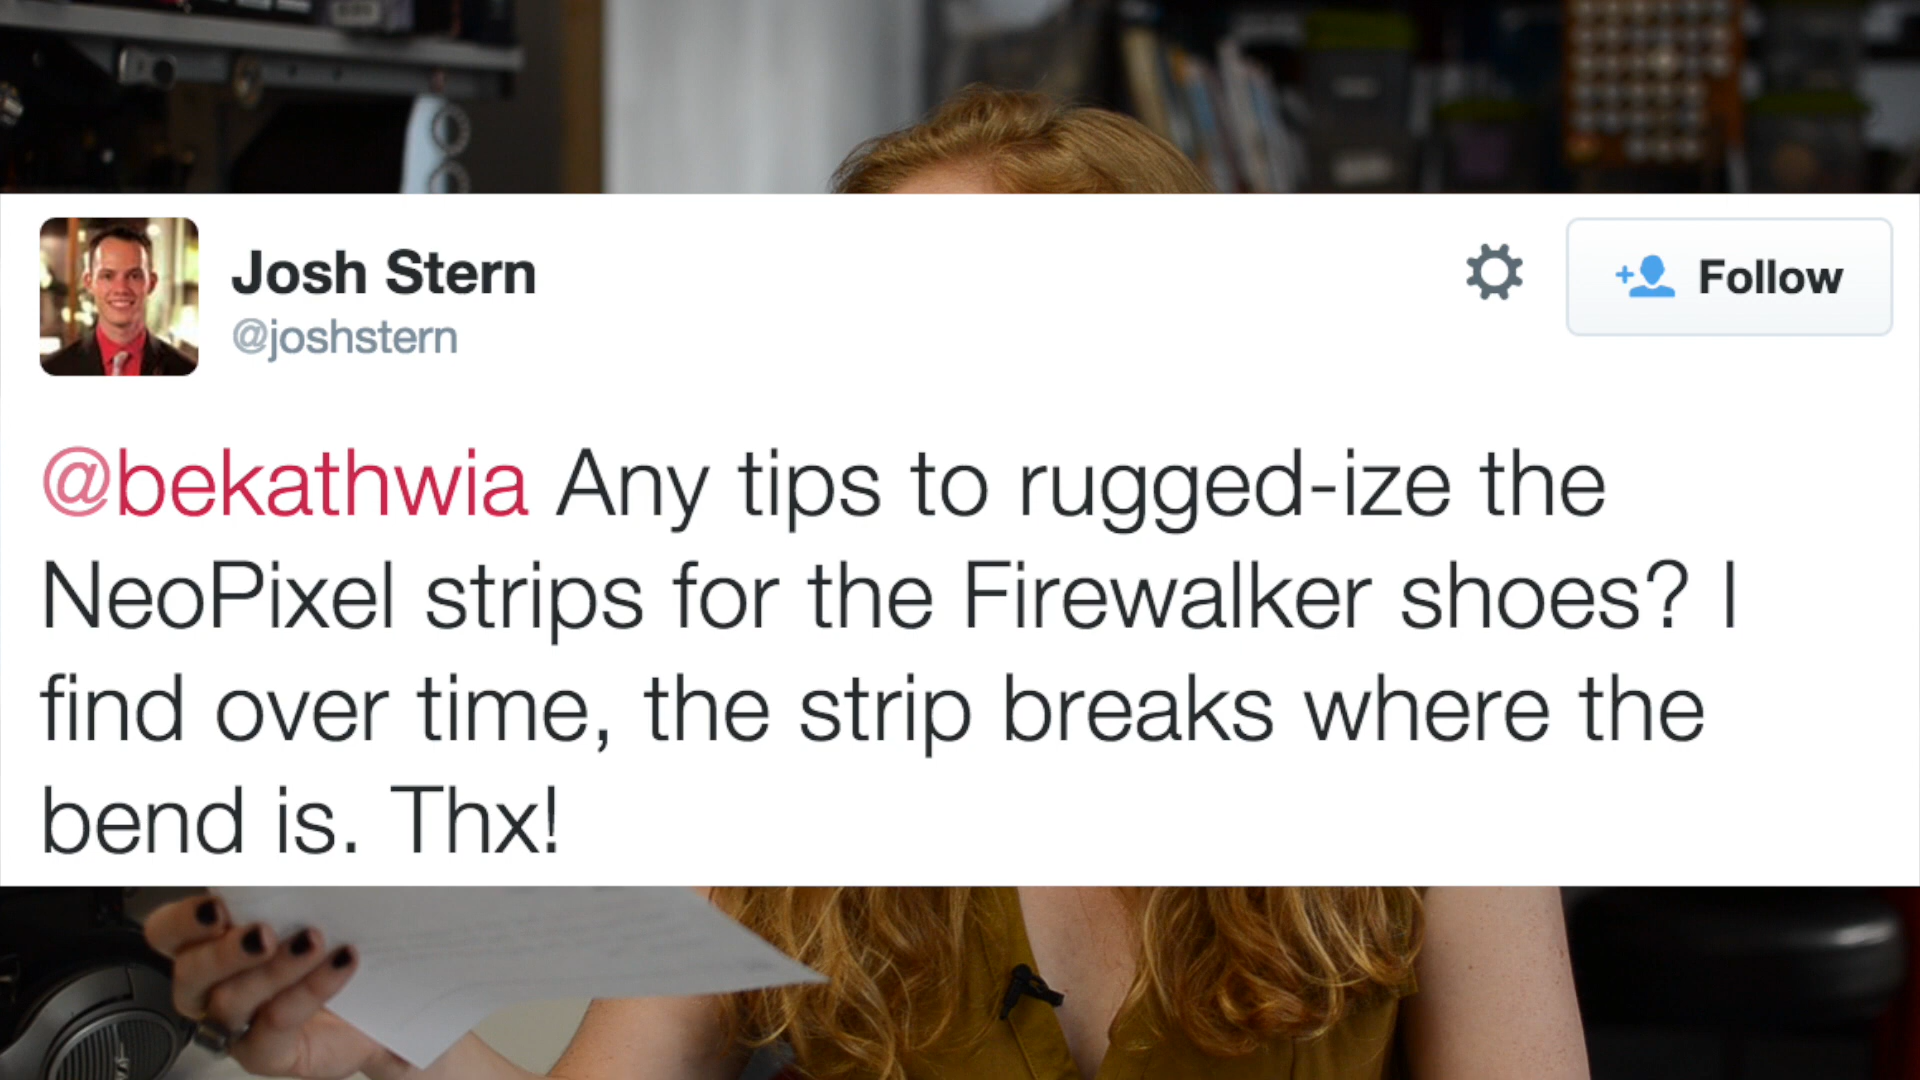 Josh Stern
@joshstern
Follow
@bekathwia Any tips to rugged-ize the
NeoPixel strips for the Firewalker shoes? I
find over time, the strip breaks where the
bend is. Thx!